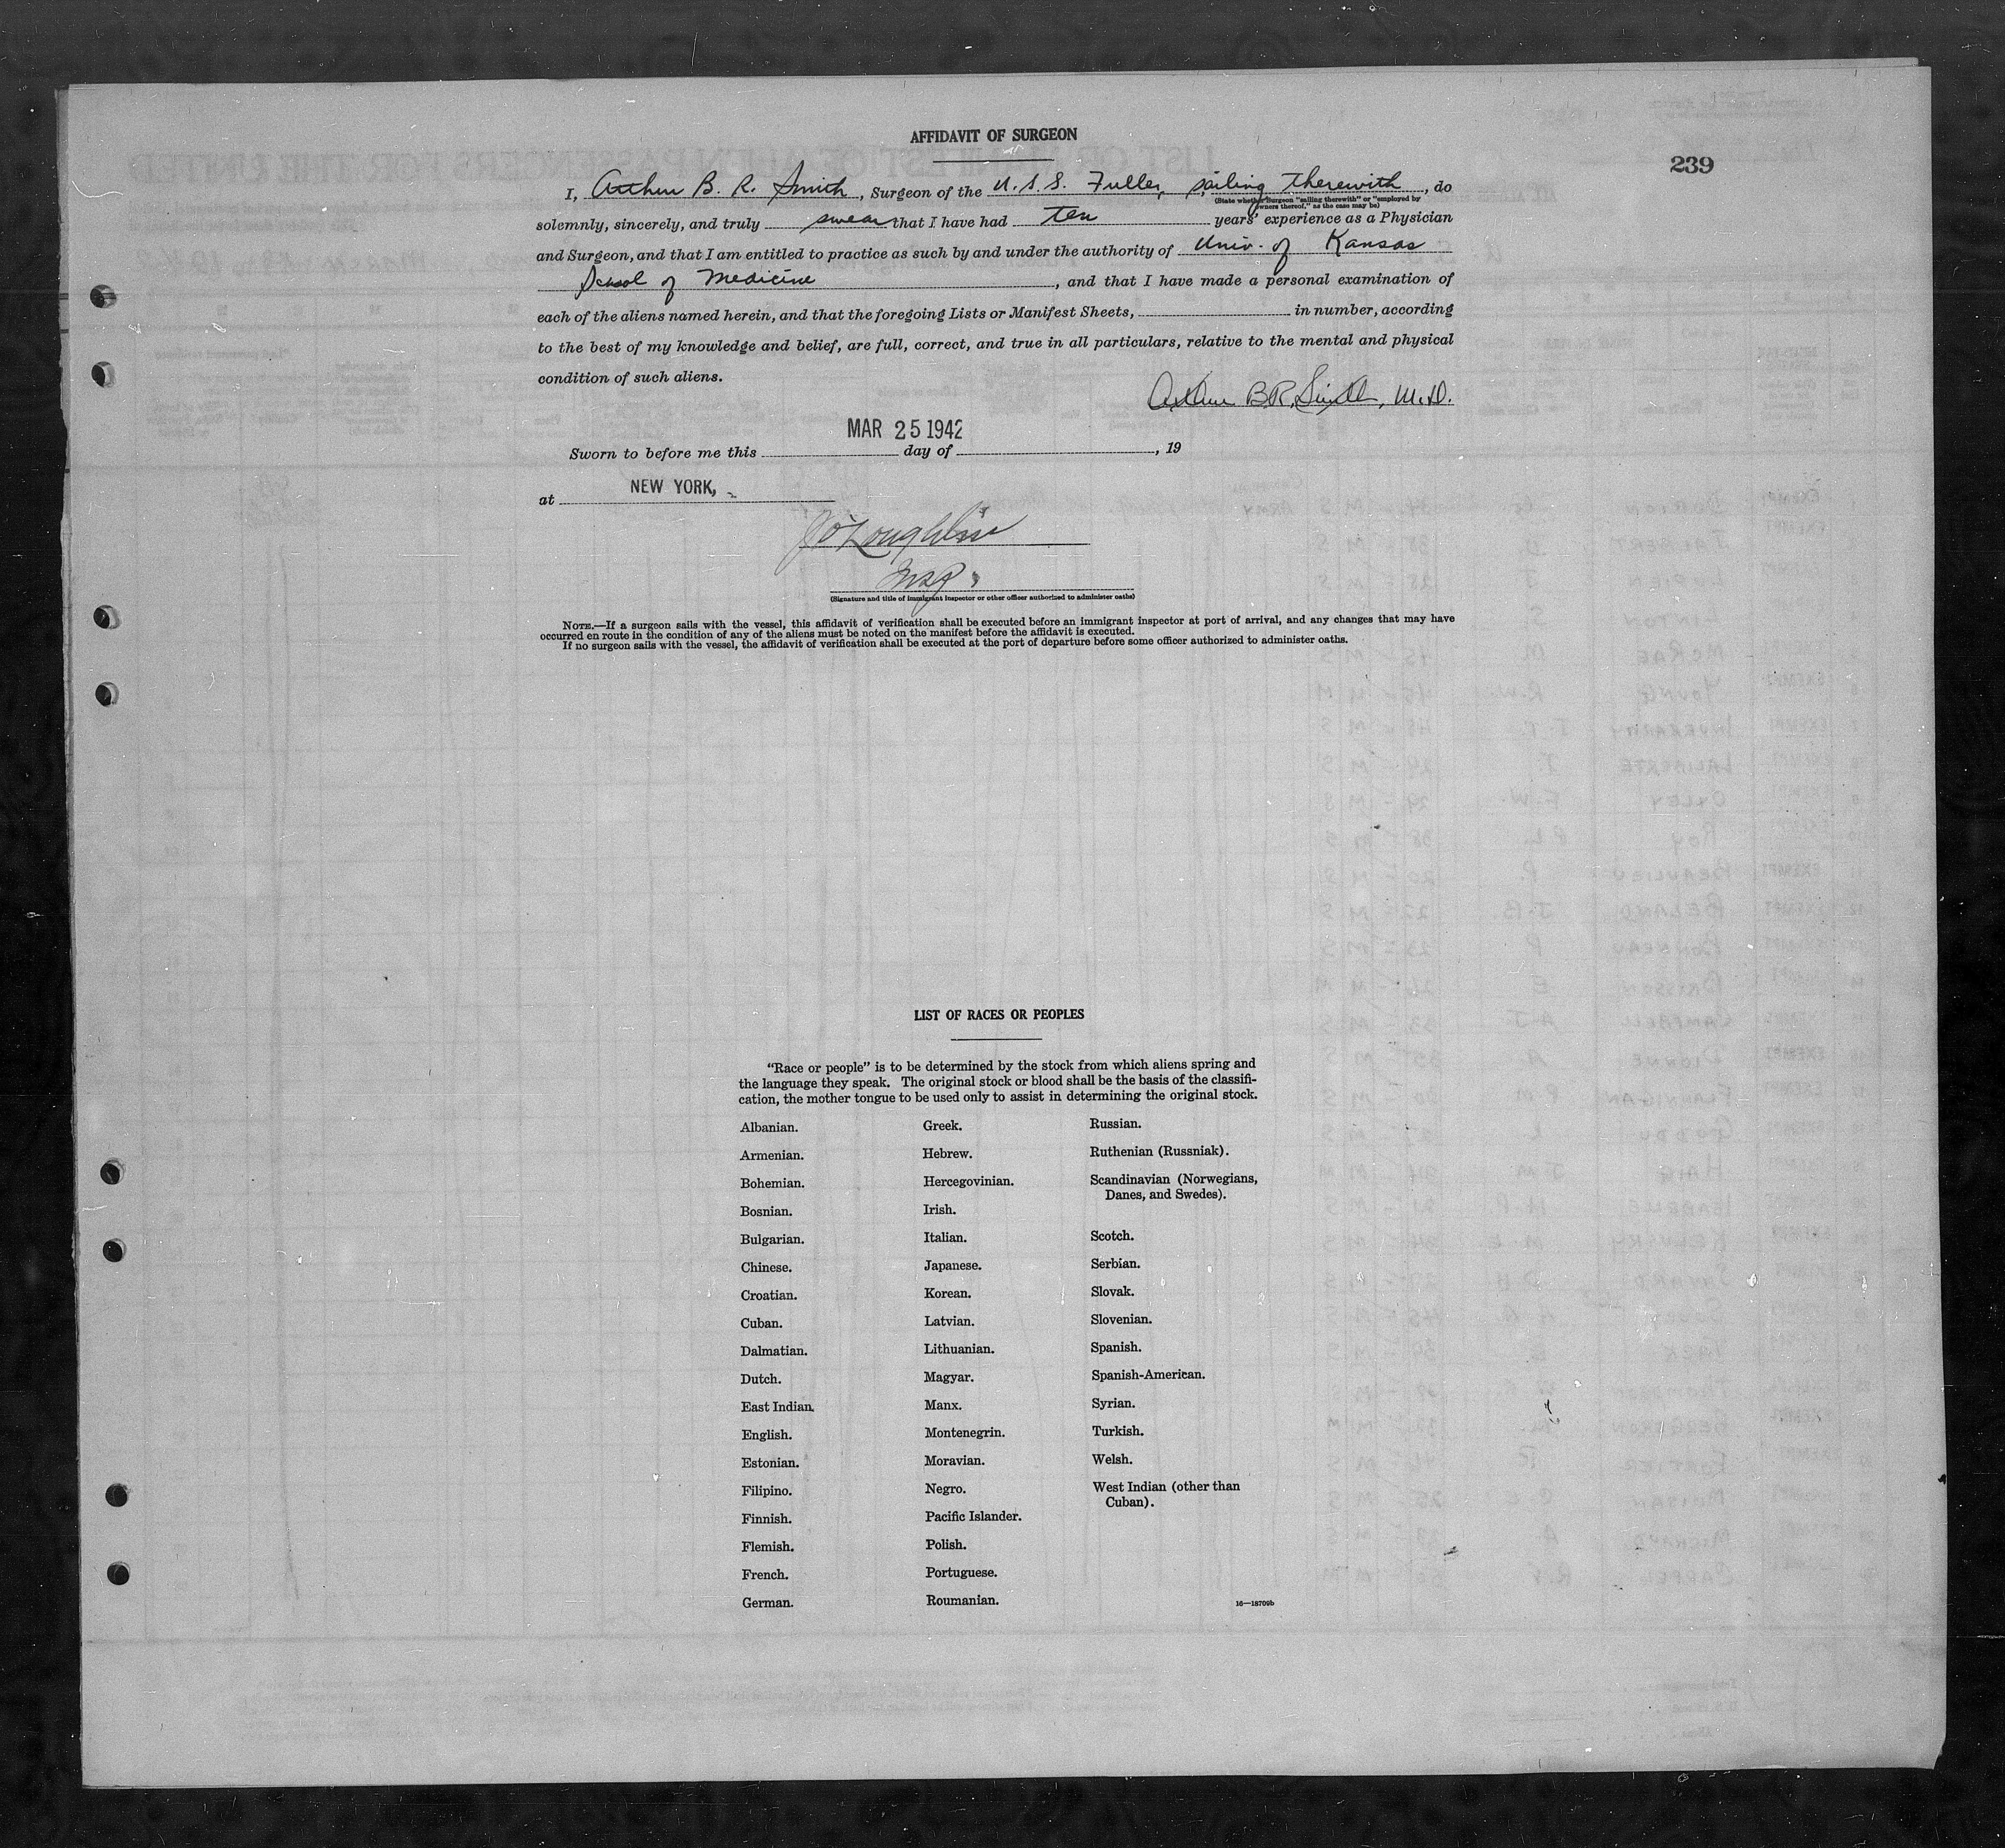 239
AFFIDAVIT OF SURGEON
I, Arthur B. R. Smith, Surgeon of the U.S.S. Fuller, sailing therewith, do
(State whether Surgeon "sailing therewith" or "employed by
owners thereof," as the case may be)
solemnly, sincerely, and truly swear that I have had ten years' experience as a Physician
and Surgeon, and that I am entitled to practice as such by and under the authority of Univ. of Kansas
School of Medicine, and that I have made a personal examination of
each of the aliens named herein, and that the foregoing Lists or Manifest Sheets, in number, according
to the best of my knowledge and belief, are full, correct, and true in all particulars, relative to the mental and physical
condition of such aliens.
Arthur B R Smith, M.D.
MAR 25 1942
Sworn to before me this day of , 19
at NEW YORK,
J O'Loughlin
Insp.
(Signature and title of immigrant inspector or other officer authorized to administer oaths)
NOTE.—If a surgeon sails with the vessel, this affidavit of verification shall be executed before an immigrant inspector at port of arrival, and any changes that may have
occurred en route in the condition of any of the aliens must be noted on the manifest before the affidavit is executed.
If no surgeon sails with the vessel, the affidavit of verification shall be executed at the port of departure before some officer authorized to administer oaths.
LIST OF RACES OR PEOPLES
"Race or people" is to be determined by the stock from which aliens spring and
the language they speak. The original stock or blood shall be the basis of the classifi-
cation, the mother tongue to be used only to assist in determining the original stock.
Albanian.
Armenian.
Bohemian.
Bosnian.
Bulgarian.
Chinese.
Croatian.
Cuban.
Dalmatian.
Dutch.
East Indian.
English.
Estonian.
Filipino.
Finnish.
Flemish.
French.
German.
Greek.
Hebrew.
Hercegovinian.
Irish.
Italian.
Japanese.
Korean.
Latvian.
Lithuanian.
Magyar.
Manx.
Montenegrin.
Moravian.
Negro.
Pacific Islander.
Polish.
Portuguese.
Roumanian.
Russian.
Ruthenian (Russniak).
Scandinavian (Norwegians,
Danes, and Swedes).
Scotch.
Serbian.
Slovak.
Slovenian.
Spanish.
Spanish-American.
Syrian.
Turkish.
Welsh.
West Indian (other than
Cuban).
16—18709b